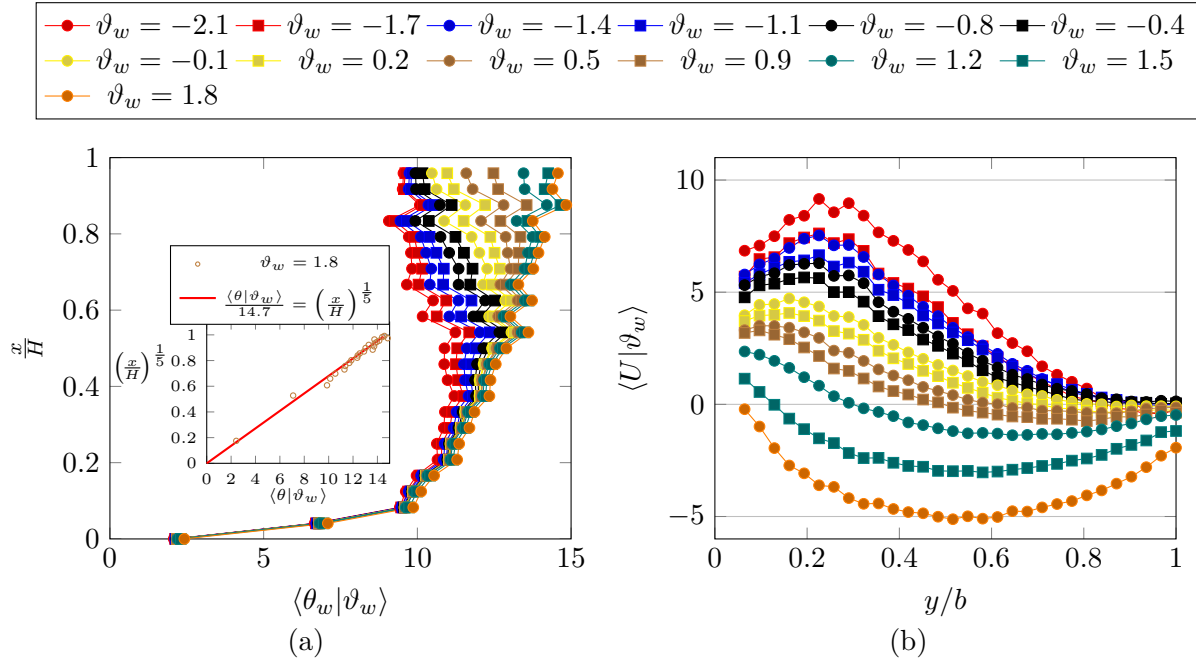 ϑ_w = −2.1 ϑ_w = −1.7 ϑ_w = −1.4 ϑ_w = −1.1 ϑ_w = −0.8 ϑ_w = −0.4
ϑ_w = −0.1 ϑ_w = 0.2 ϑ_w = 0.5 ϑ_w = 0.9 ϑ_w = 1.2 ϑ_w = 1.5
ϑ_w = 1.8
1
0.8
0.6
0.4
0.2
0
x/H
0 5 10 15
⟨θ_w|ϑ_w⟩
(a)
ϑ_w = 1.8
⟨θ|ϑ_w⟩/14.7 = (x/H)^{1/5}
1
0.8
0.6
0.4
0.2
0
(x/H)^{1/5}
0 2 4 6 8 10 12 14
⟨θ|ϑ_w⟩
10
5
0
−5
⟨U|ϑ_w⟩
0 0.2 0.4 0.6 0.8 1
y/b
(b)